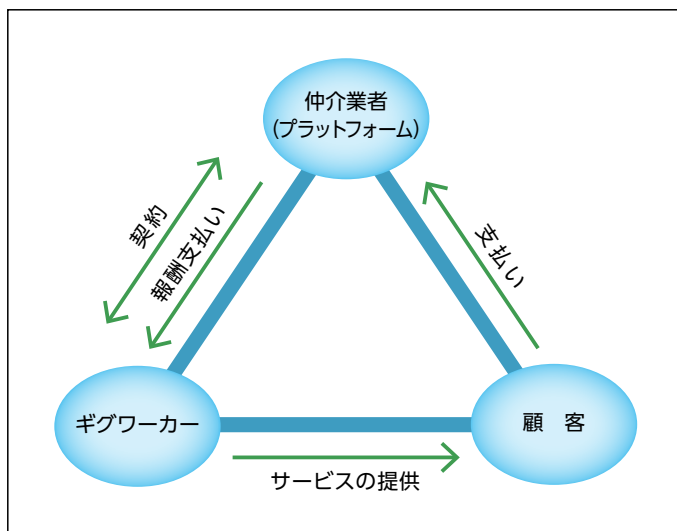 仲介業者
(プラットフォーム)
契約
報酬支払い
支払い
ギグワーカー
顧　客
サービスの提供